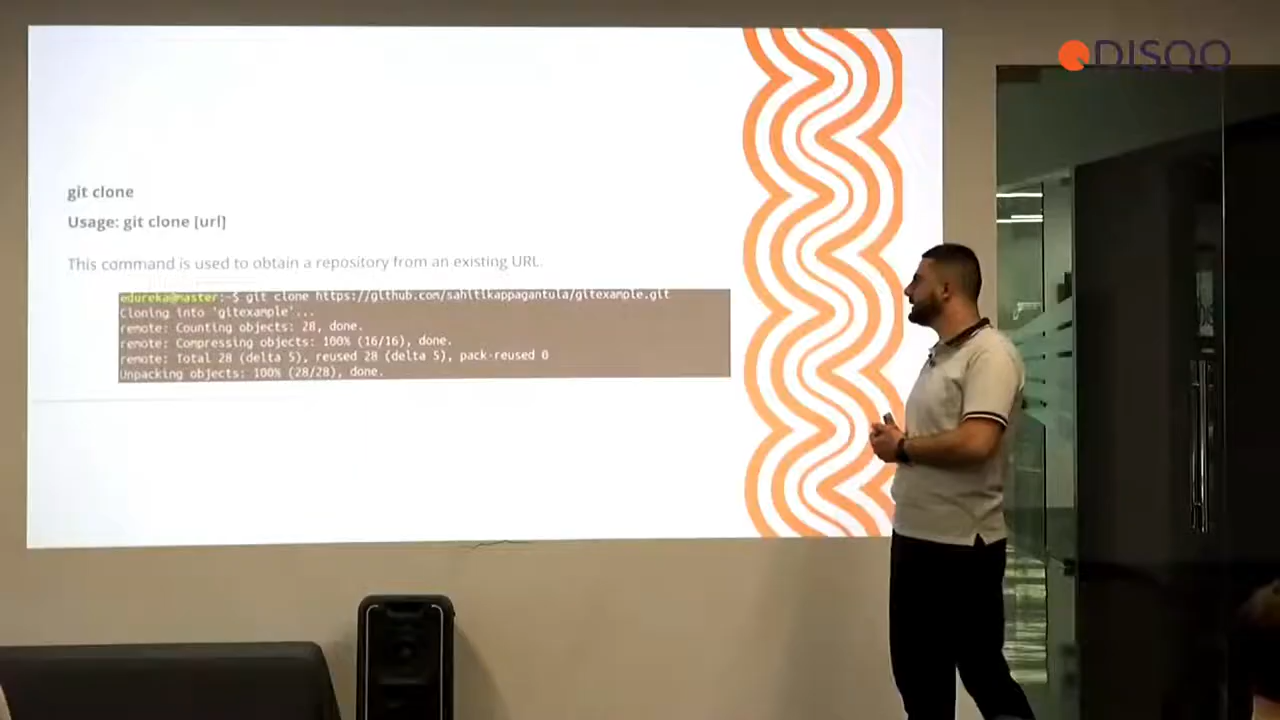 DISQO
git clone
Usage: git clone [url]
This command is used to obtain a repository from an existing URL.
edureka@master:~$ git clone https://github.com/sahitikappagantula/gitexample.git
Cloning into 'gitexample'...
remote: Counting objects: 28, done.
remote: Compressing objects: 100% (16/16), done.
remote: Total 28 (delta 5), reused 28 (delta 5), pack-reused 0
Unpacking objects: 100% (28/28), done.